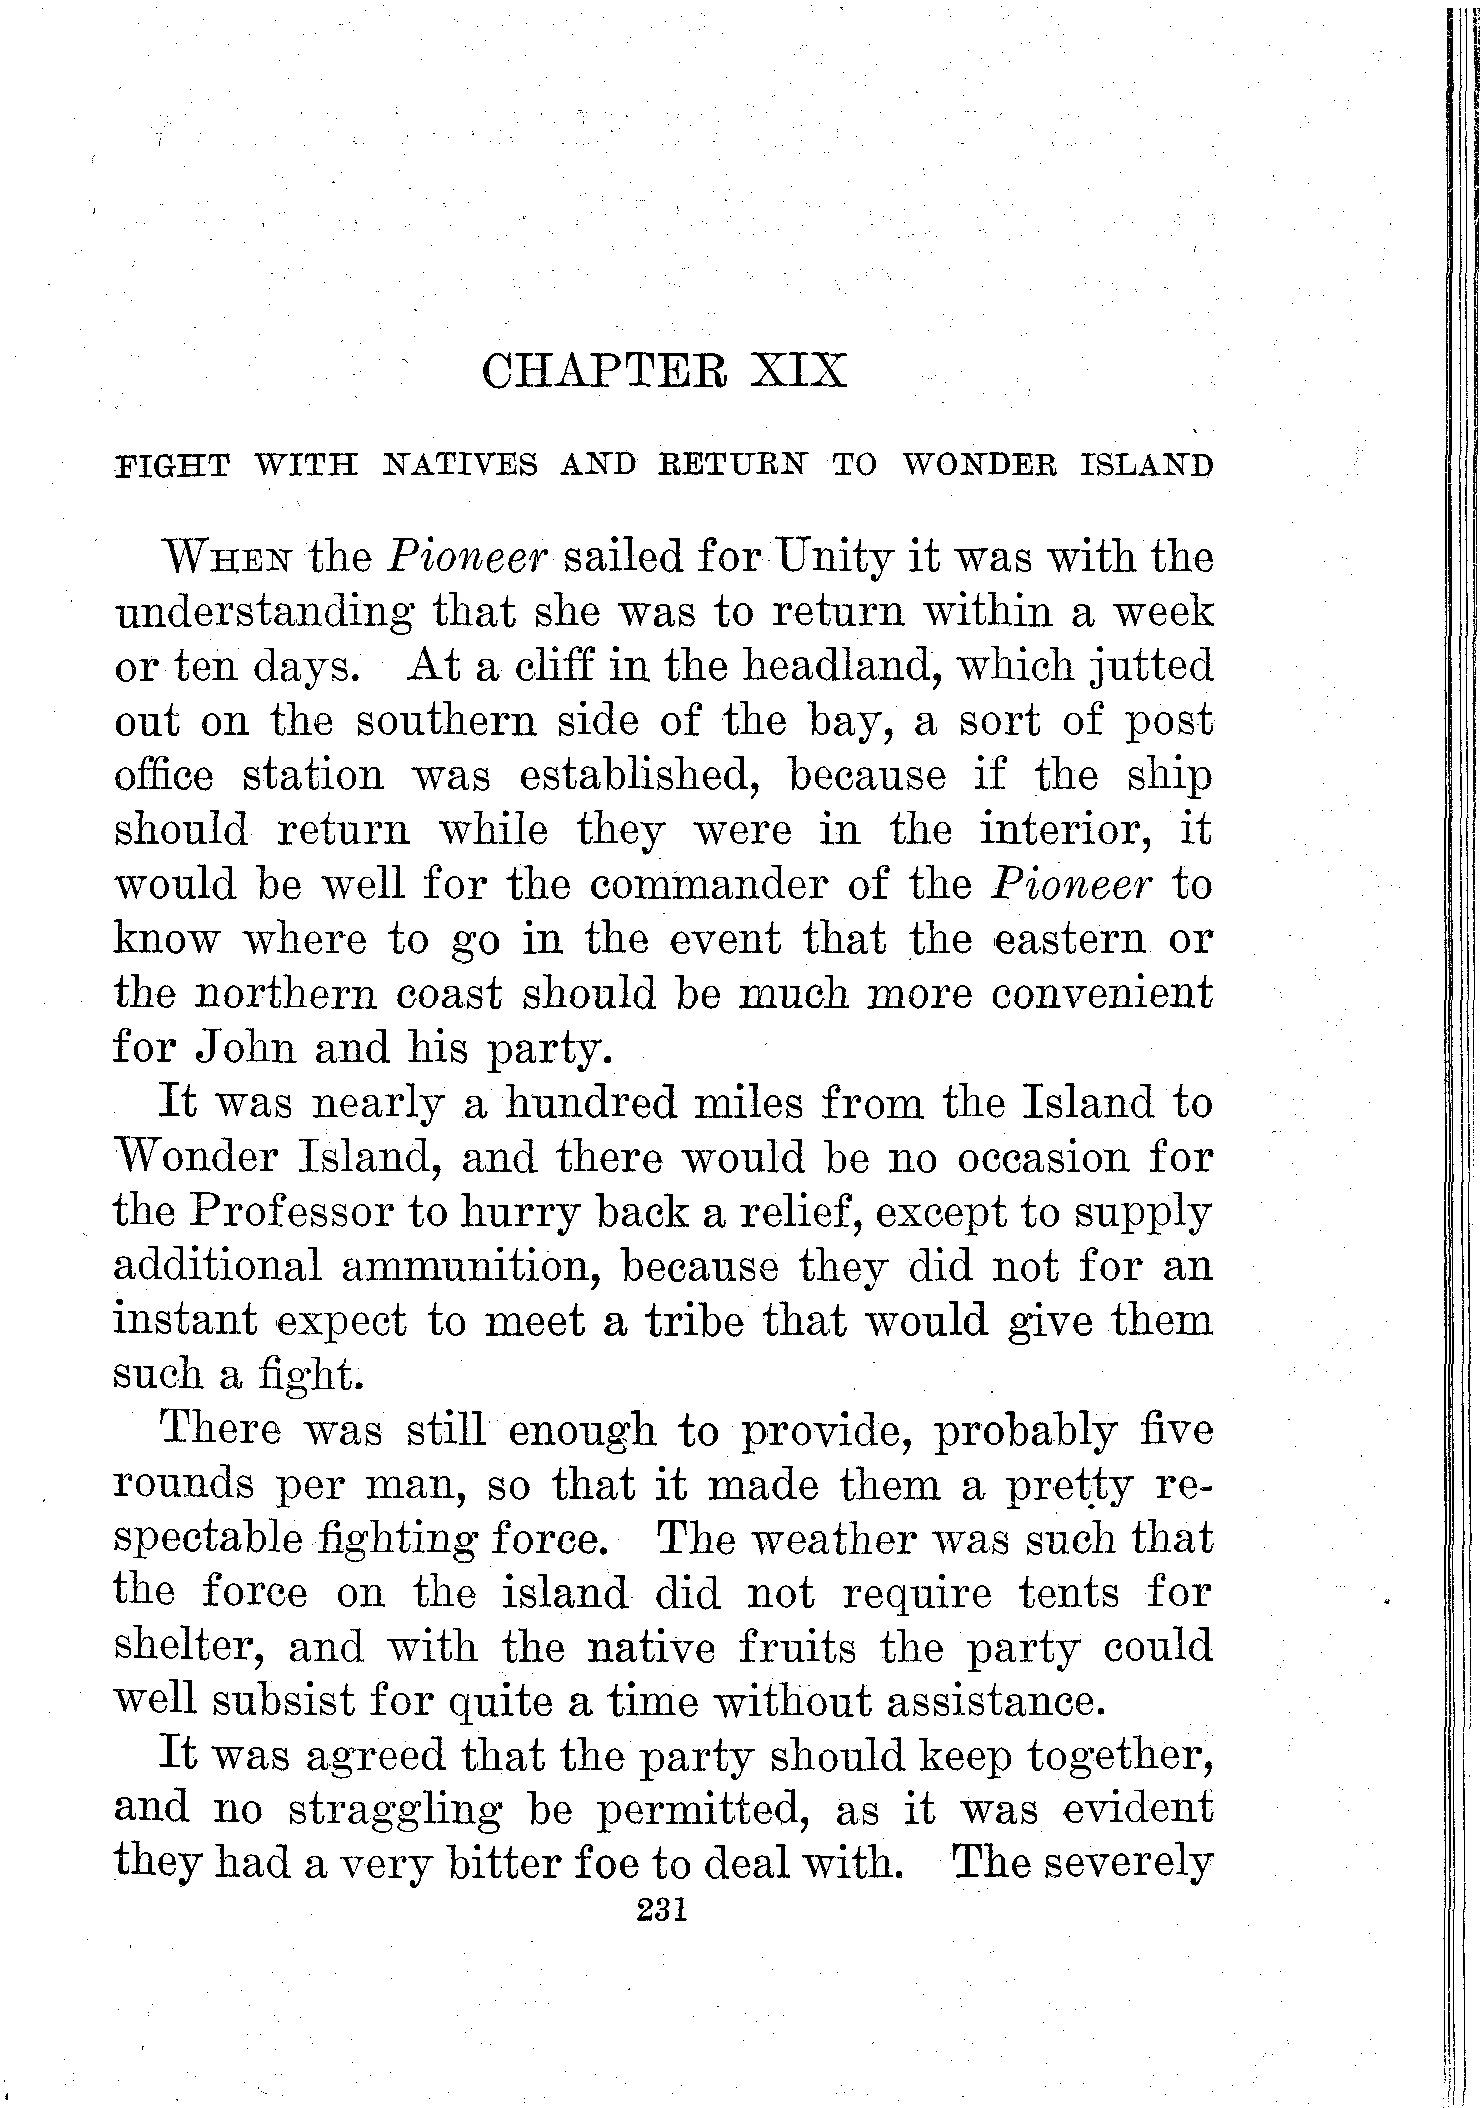 CHAPTER XIX
FIGHT WITH NATIVES AND RETURN TO WONDER ISLAND
WHEN the Pioneer sailed for Unity it was with the
understanding that she was to return within a week
or ten days. At a cliff in the headland, which jutted
out on the southern side of the bay, a sort of post
office station was established, because if the ship
should return while they were in the interior, it
would be well for the commander of the Pioneer to
know where to go in the event that the eastern or
the northern coast should be much more convenient
for John and his party.
It was nearly a hundred miles from the Island to
Wonder Island, and there would be no occasion for
the Professor to hurry back a relief, except to supply
additional ammunition, because they did not for an
instant expect to meet a tribe that would give them
such a fight.
There was still enough to provide, probably five
rounds per man, so that it made them a pretty re-
spectable fighting force. The weather was such that
the force on the island did not require tents for
shelter, and with the native fruits the party could
well subsist for quite a time without assistance.
It was agreed that the party should keep together,
and no straggling be permitted, as it was evident
they had a very bitter foe to deal with. The severely
231